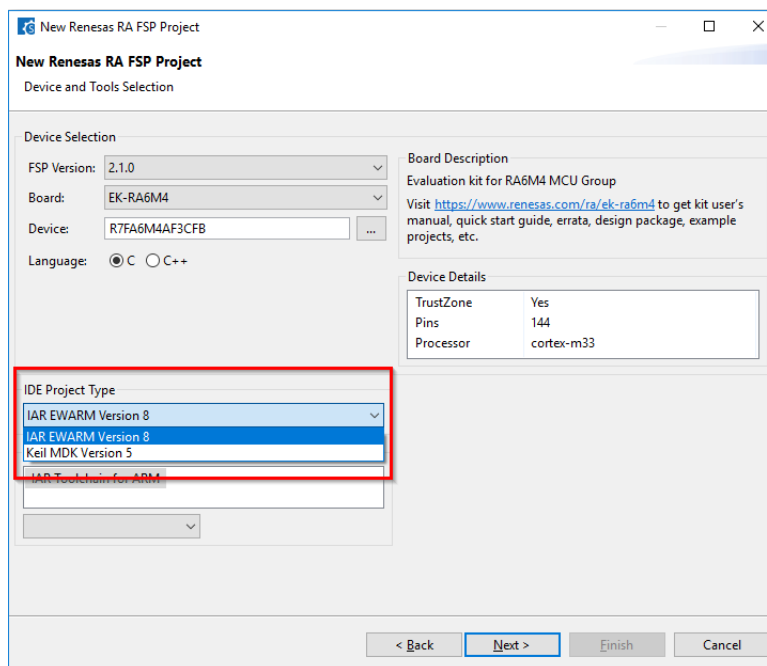 New Renesas RA FSP Project
New Renesas RA FSP Project
Device and Tools Selection
Device Selection
FSP Version: 2.1.0
Board: EK-RA6M4
Device: R7FA6M4AF3CFB ...
Language: C C++
Board Description
Evaluation kit for RA6M4 MCU Group
Visit https://www.renesas.com/ra/ek-ra6m4 to get kit user's
manual, quick start guide, errata, design package, example
projects, etc.
Device Details
TrustZone Yes
Pins 144
Processor cortex-m33
IDE Project Type
IAR EWARM Version 8
IAR EWARM Version 8
Keil MDK Version 5
IAR Toolchain for ARM
< Back Next > Finish Cancel